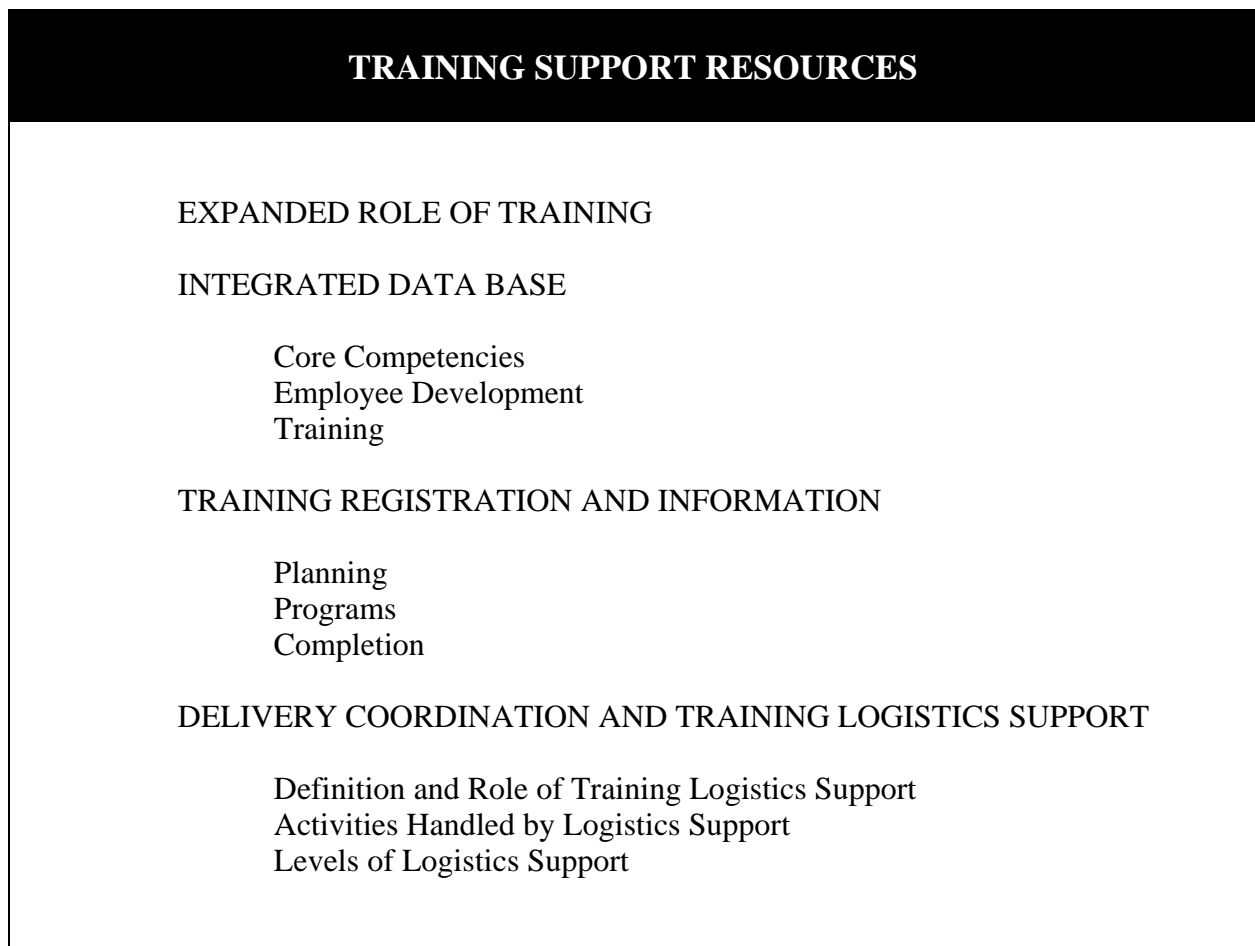 TRAINING SUPPORT RESOURCES
EXPANDED ROLE OF TRAINING
INTEGRATED DATA BASE
Core Competencies
Employee Development
Training
TRAINING REGISTRATION AND INFORMATION
Planning
Programs
Completion
DELIVERY COORDINATION AND TRAINING LOGISTICS SUPPORT
Definition and Role of Training Logistics Support
Activities Handled by Logistics Support
Levels of Logistics Support